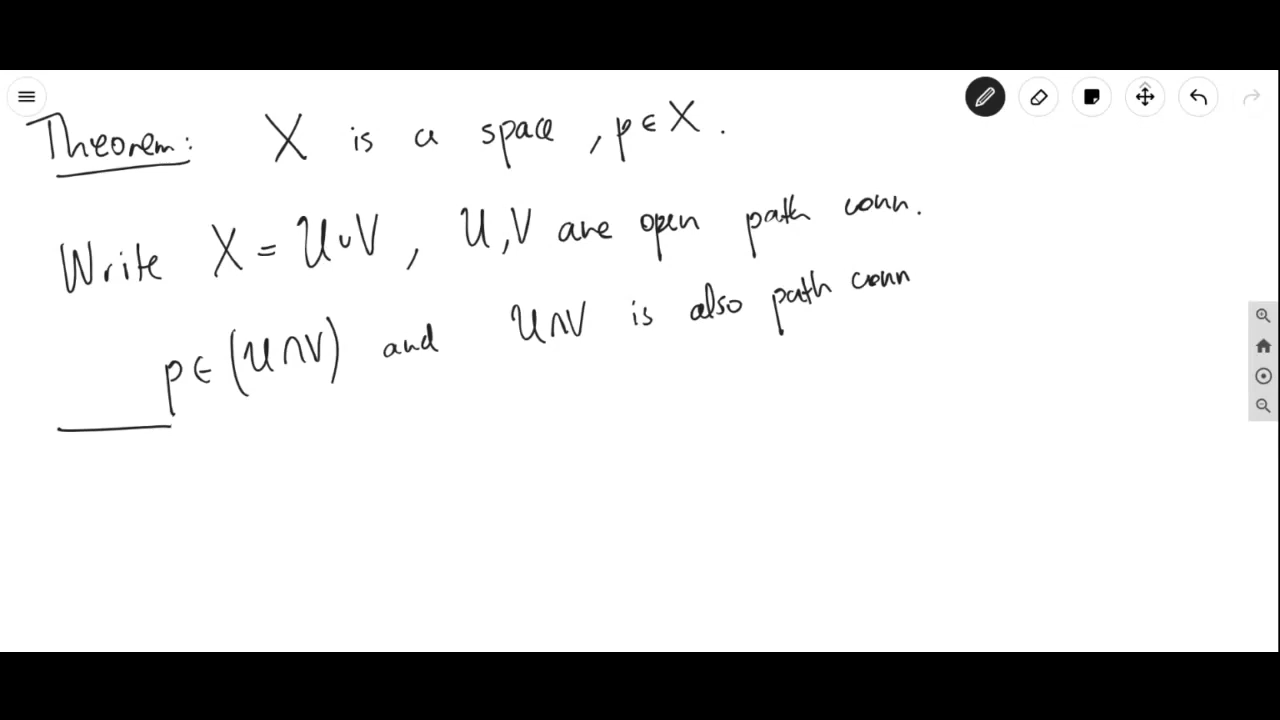 Theorem: X is a space, p ∈ X.
Write X = U ∪ V, U, V are open path conn.
p ∈ (U ∩ V) and U ∩ V is also path conn